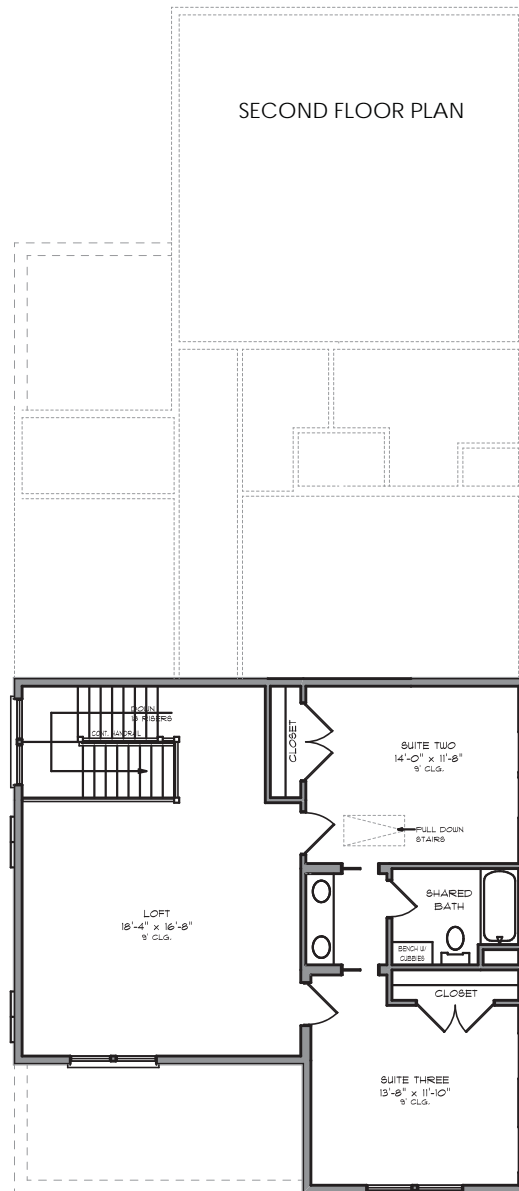 SECOND FLOOR PLAN
DOWN
18 RISERS
CONT. HANDRAIL
CLOSET
SUITE TWO
14'-0" x 11'-8"
9' CLG.
PULL DOWN
STAIRS
LOFT
18'-4" x 16'-8"
9' CLG.
SHARED
BATH
BENCH W/
CUBBIES
CLOSET
SUITE THREE
13'-8" x 11'-10"
9' CLG.